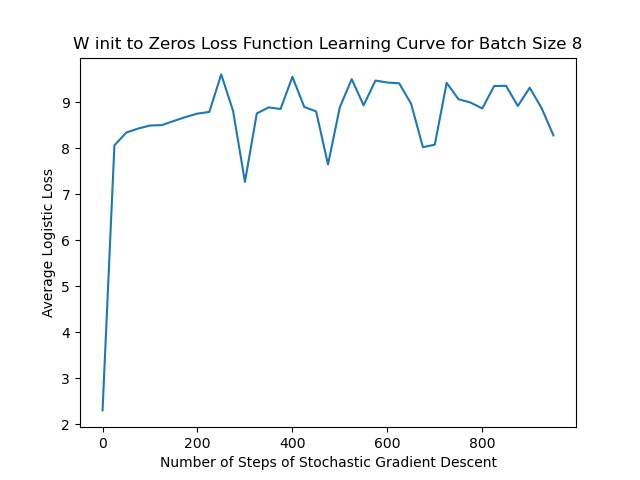 W init to Zeros Loss Function Learning Curve for Batch Size 8
9
8
7
6
5
4
3
2
Average Logistic Loss
0 200 400 600 800
Number of Steps of Stochastic Gradient Descent